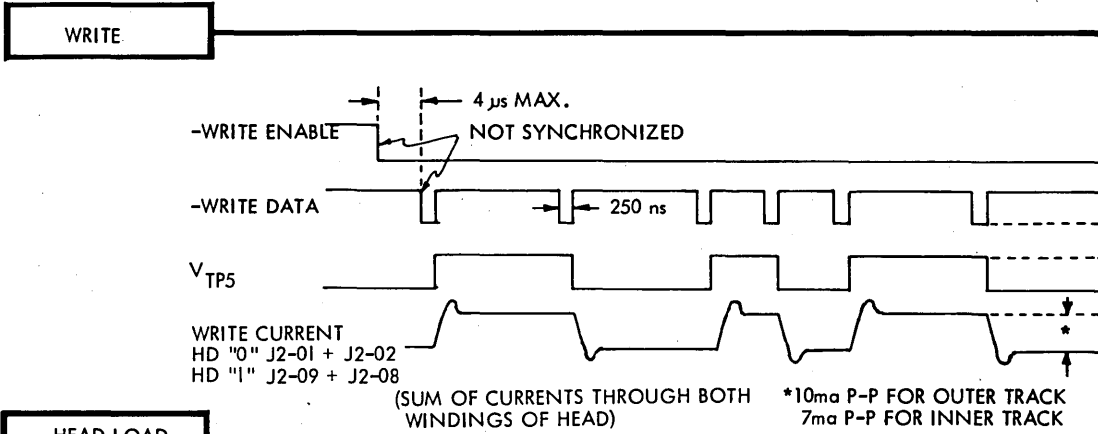 WRITE
4 µs MAX.
-WRITE ENABLE
NOT SYNCHRONIZED
-WRITE DATA
250 ns
VTP5
WRITE CURRENT
*
HD "0" J2-01 + J2-02
HD "1" J2-09 + J2-08
(SUM OF CURRENTS THROUGH BOTH
WINDINGS OF HEAD)
*10ma P-P FOR OUTER TRACK
7ma P-P FOR INNER TRACK
HEAD LOAD